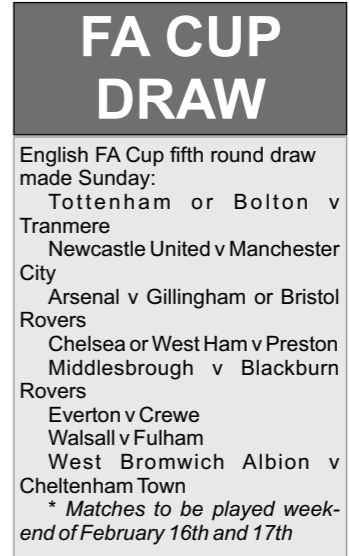 FA CUP
DRAW
English FA Cup fifth round draw
made Sunday:
Tottenham or Bolton v
Tranmere
Newcastle United v Manchester
City
Arsenal v Gillingham or Bristol
Rovers
Chelsea or West Ham v Preston
Middlesbrough v Blackburn
Rovers
Everton v Crewe
Walsall v Fulham
West Bromwich Albion v
Cheltenham Town
* Matches to be played week-
end of February 16th and 17th